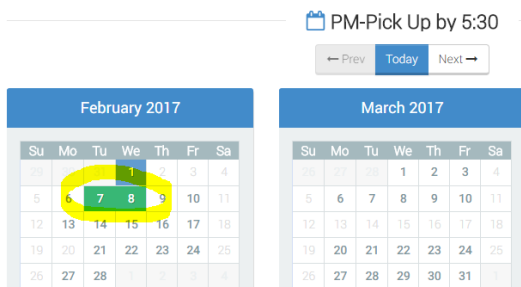 PM-Pick Up by 5:30
← Prev Today Next →
February 2017
Su Mo Tu We Th Fr Sa
29 31 1 2 3 4
5 6 7 8 9 10 11
12 13 14 15 16 17 18
19 20 21 22 23 24 25
26 27 28 1 2 3 4
March 2017
Su Mo Tu We Th Fr Sa
26 27 28 1 2 3 4
5 6 7 8 9 10 11
12 13 14 15 16 17 18
19 20 21 22 23 24 25
26 27 28 29 30 31 1